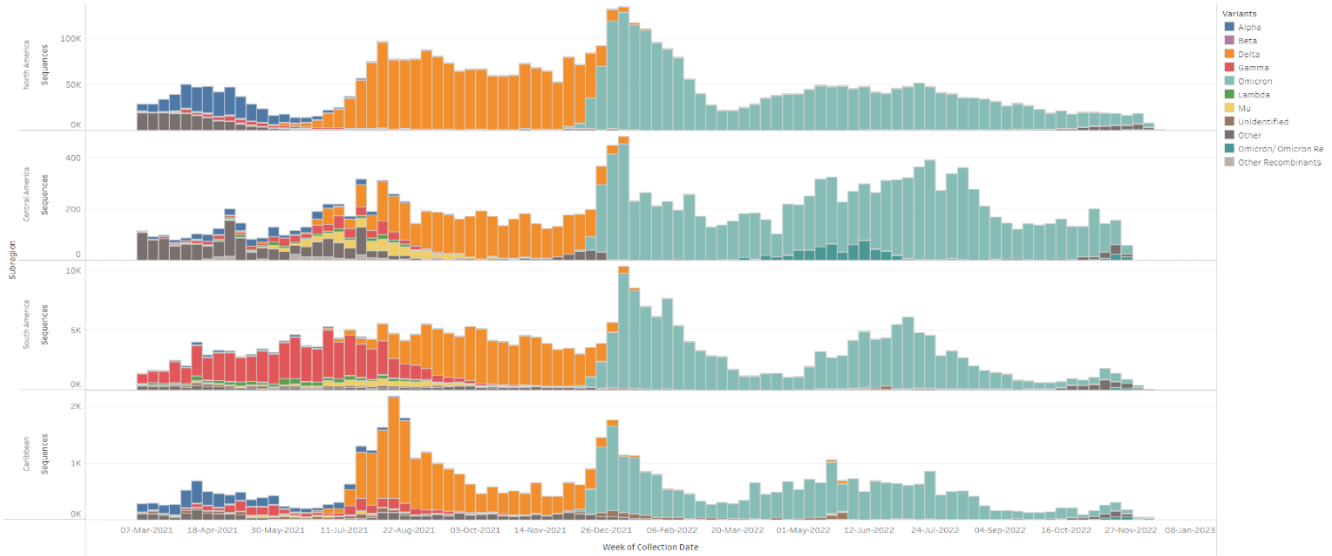 Variants
Alpha
Beta
Delta
Gamma
Omicron
Lambda
Mu
Unidentified
Other
Omicron/ Omicron Re
Other Recombinants
Subregion
North America
Sequences
100K
50K
0K
Central America
Sequences
400
200
0
South America
Sequences
10K
5K
0K
Caribbean
Sequences
2K
1K
0K
07-Mar-2021 18-Apr-2021 30-May-2021 11-Jul-2021 22-Aug-2021 03-Oct-2021 14-Nov-2021 26-Dec-2021 06-Feb-2022 20-Mar-2022 01-May-2022 12-Jun-2022 24-Jul-2022 04-Sep-2022 16-Oct-2022 27-Nov-2022 08-Jan-2023
Week of Collection Date